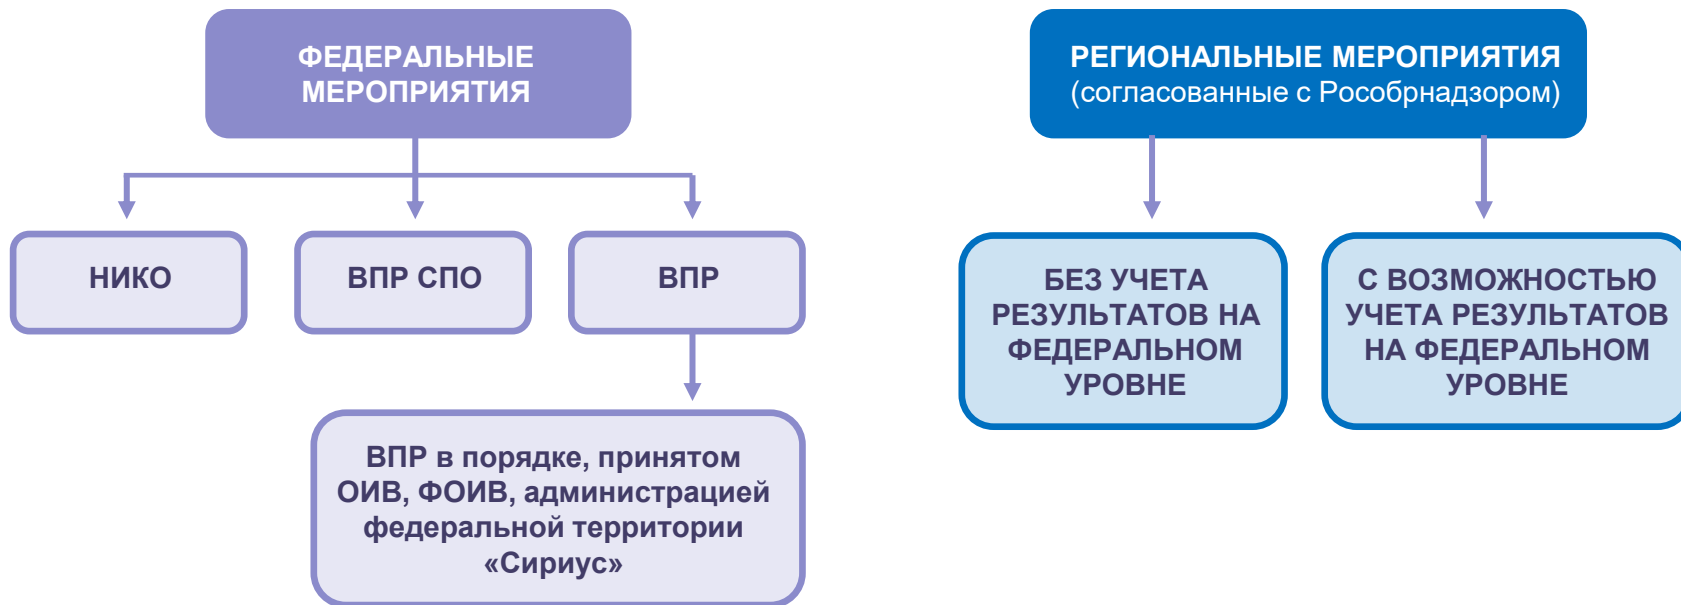 ФЕДЕРАЛЬНЫЕ
МЕРОПРИЯТИЯ
НИКО
ВПР СПО
ВПР
ВПР в порядке, принятом
ОИВ, ФОИВ, администрацией
федеральной территории
«Сириус»
РЕГИОНАЛЬНЫЕ МЕРОПРИЯТИЯ
(согласованные с Рособрнадзором)
БЕЗ УЧЕТА
РЕЗУЛЬТАТОВ НА
ФЕДЕРАЛЬНОМ
УРОВНЕ
С ВОЗМОЖНОСТЬЮ
УЧЕТА РЕЗУЛЬТАТОВ
НА ФЕДЕРАЛЬНОМ
УРОВНЕ